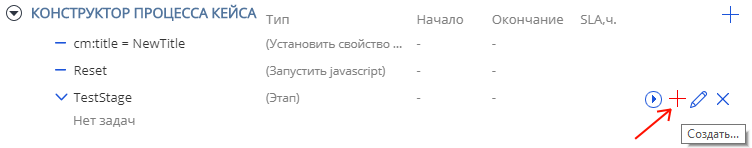 КОНСТРУКТОР ПРОЦЕССА КЕЙСА Тип Начало Окончание SLA,ч.
cm:title = NewTitle (Установить свойство ... - -
Reset (Запустить javascript) - -
TestStage (Этап) - -
Нет задач
Создать...